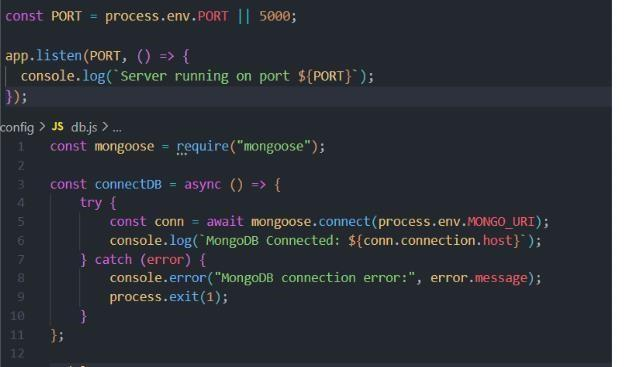 const PORT = process.env.PORT || 5000;
app.listen(PORT, () => {
console.log(`Server running on port ${PORT}`);
});
config > JS db.js > ...
1 const mongoose = require("mongoose");
2
3 const connectDB = async () => {
4 try {
5 const conn = await mongoose.connect(process.env.MONGO_URI);
6 console.log(`MongoDB Connected: ${conn.connection.host}`);
7 } catch (error) {
8 console.error("MongoDB connection error:", error.message);
9 process.exit(1);
10 }
11 };
12